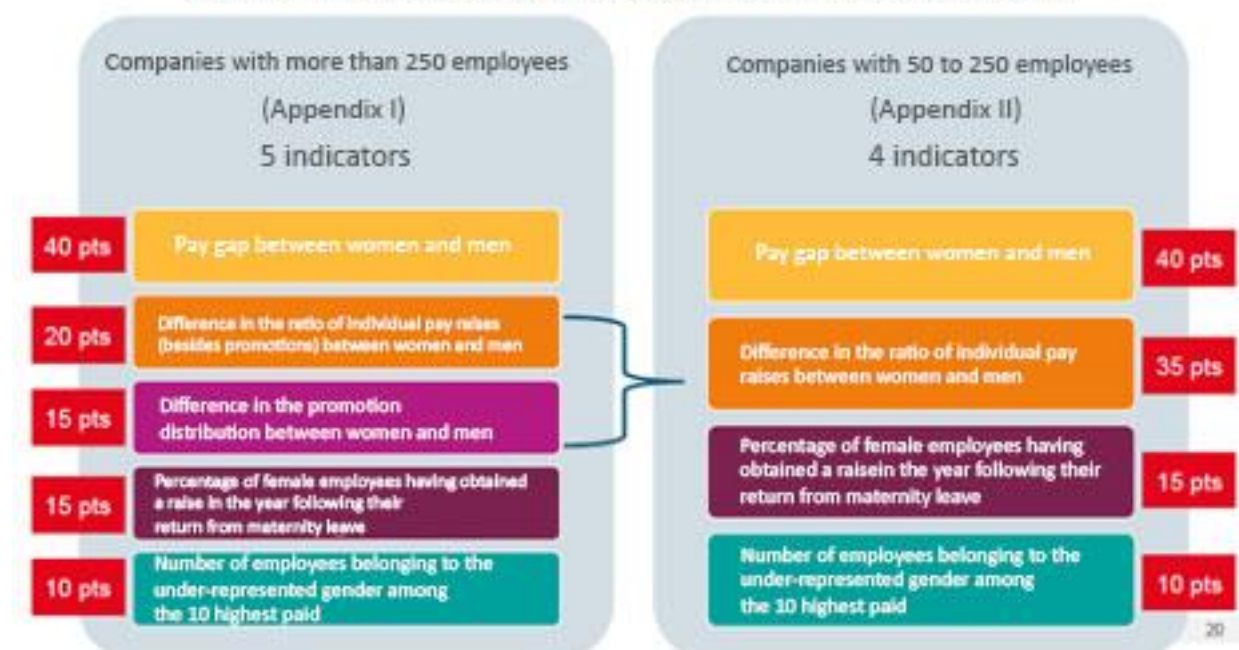 Companies with more than 250 employees
(Appendix I)
5 indicators
40 pts
Pay gap between women and men
20 pts
Difference in the ratio of individual pay raises
(besides promotions) between women and men
15 pts
Difference in the promotion
distribution between women and men
15 pts
Percentage of female employees having obtained
a raise in the year following their
return from maternity leave
10 pts
Number of employees belonging to the
under-represented gender among
the 10 highest paid
Companies with 50 to 250 employees
(Appendix II)
4 indicators
Pay gap between women and men
40 pts
Difference in the ratio of individual pay
raises between women and men
35 pts
Percentage of female employees having
obtained a raisein the year following their
return from maternity leave
15 pts
Number of employees belonging to the
under-represented gender among
the 10 highest paid
10 pts
20